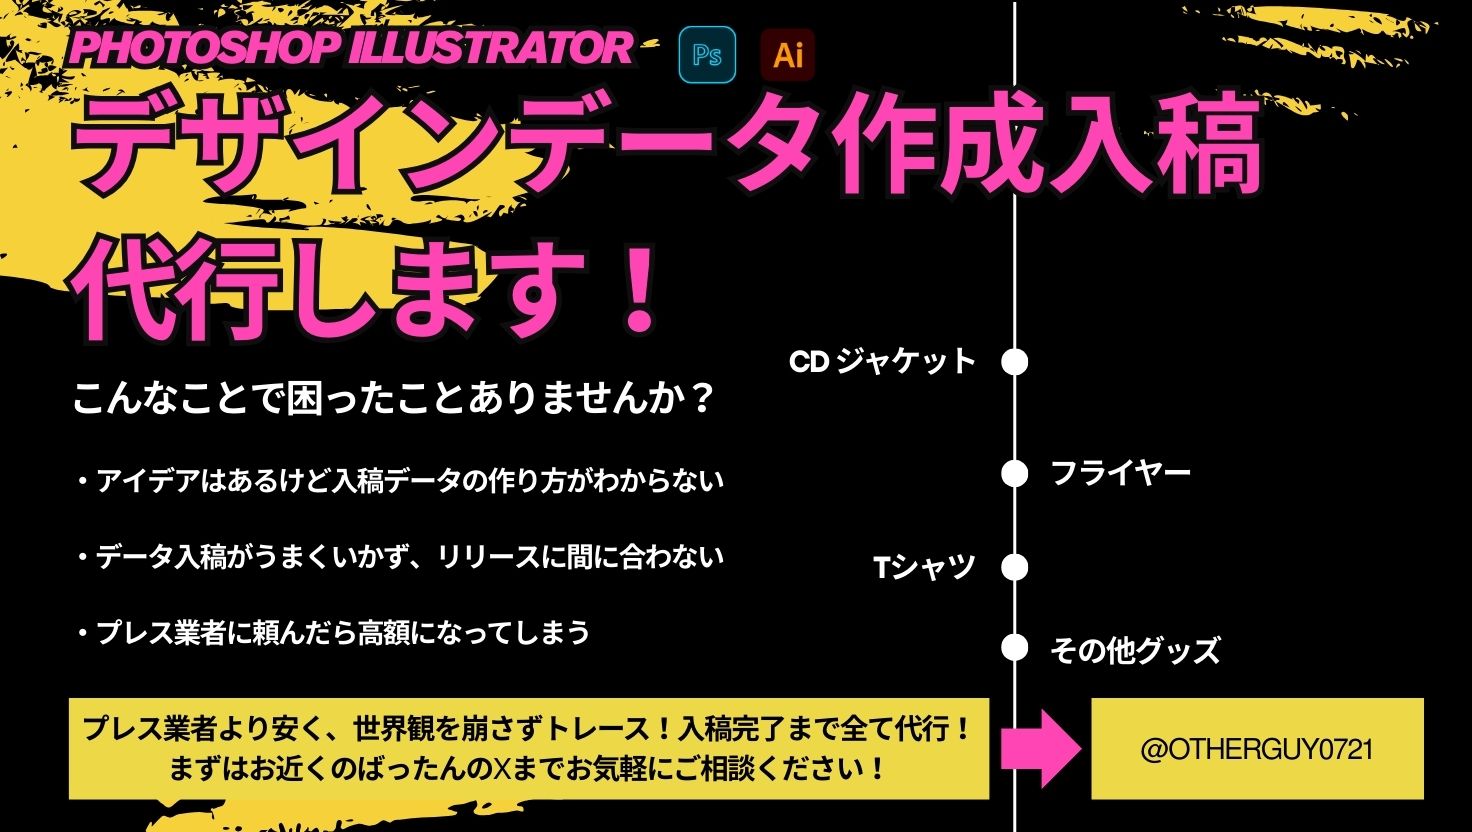 PHOTOSHOP ILLUSTRATOR
Ps
Ai
デザインデータ作成入稿
代行します！
こんなことで困ったことありませんか？
・アイデアはあるけど入稿データの作り方がわからない
・データ入稿がうまくいかず、リリースに間に合わない
・プレス業者に頼んだら高額になってしまう
CD ジャケット
フライヤー
Tシャツ
その他グッズ
プレス業者より安く、世界観を崩さずトレース！入稿完了まで全て代行！
まずはお近くのばったんのXまでお気軽にご相談ください！
@OTHERGUY0721